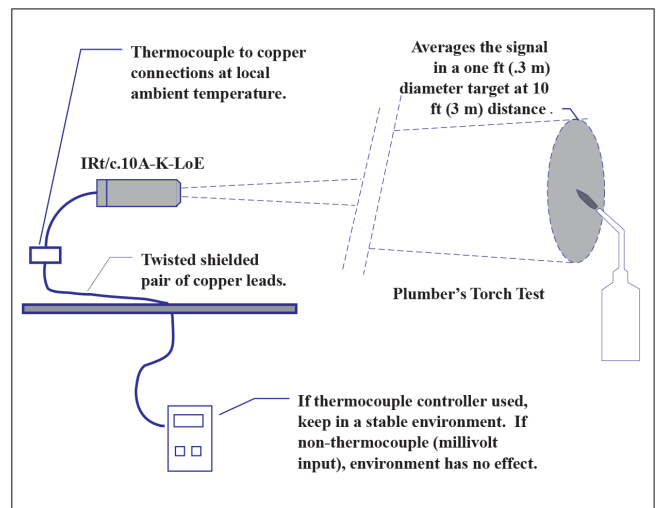 Thermocouple to copper
connections at local
ambient temperature.
Averages the signal
in a one ft (.3 m)
diameter target at 10
ft (3 m) distance .
IRt/c.10A-K-LoE
Twisted shielded
pair of copper leads.
Plumber's Torch Test
If thermocouple controller used,
keep in a stable environment.  If
non-thermocouple (millivolt
input), environment has no effect.